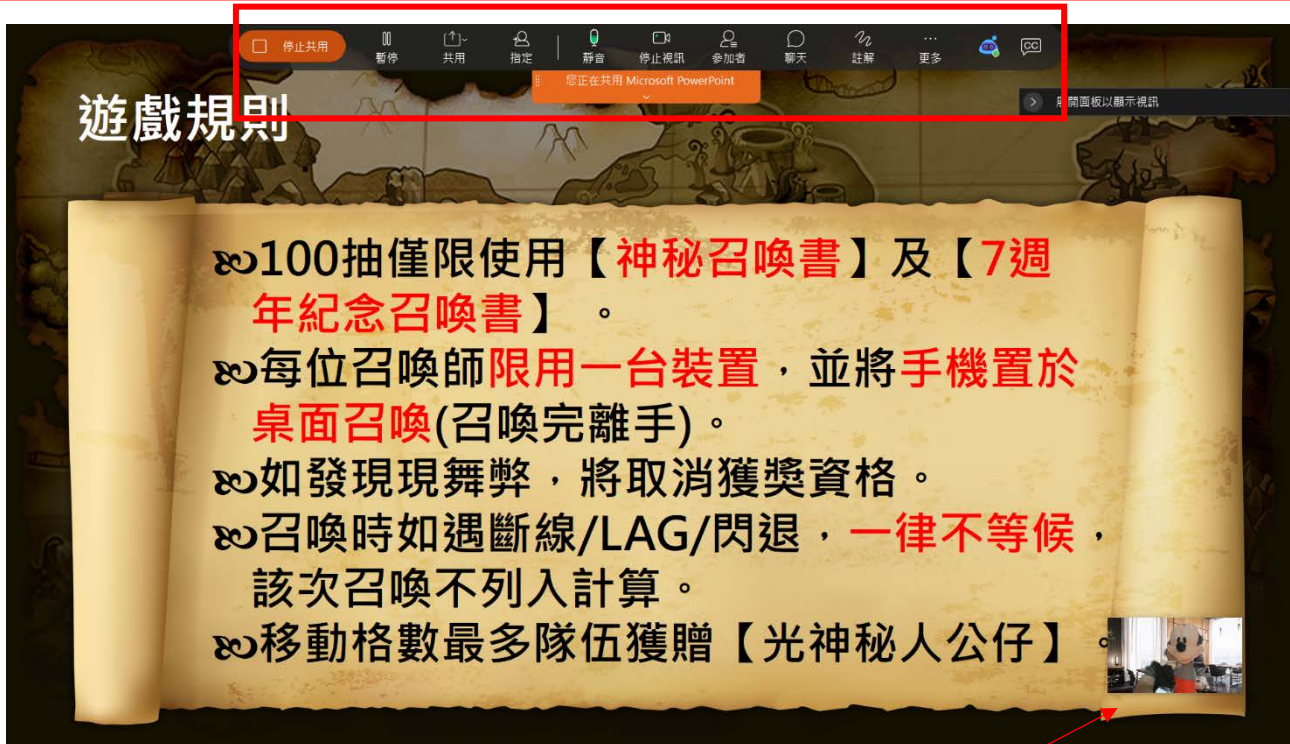 停止共用 暫停 共用 指定 靜音 停止視訊 參加者 聊天 註解 更多 CC
您正在共用 Microsoft PowerPoint
展開面板以顯示視訊
遊戲規則
100抽僅限使用【神秘召喚書】及【7週
年紀念召喚書】。
每位召喚師限用一台裝置，並將手機置於
桌面召喚(召喚完離手)。
如發現現舞弊，將取消獲獎資格。
召喚時如遇斷線/LAG/閃退，一律不等候，
該次召喚不列入計算。
移動格數最多隊伍獲贈【光神秘人公仔】。